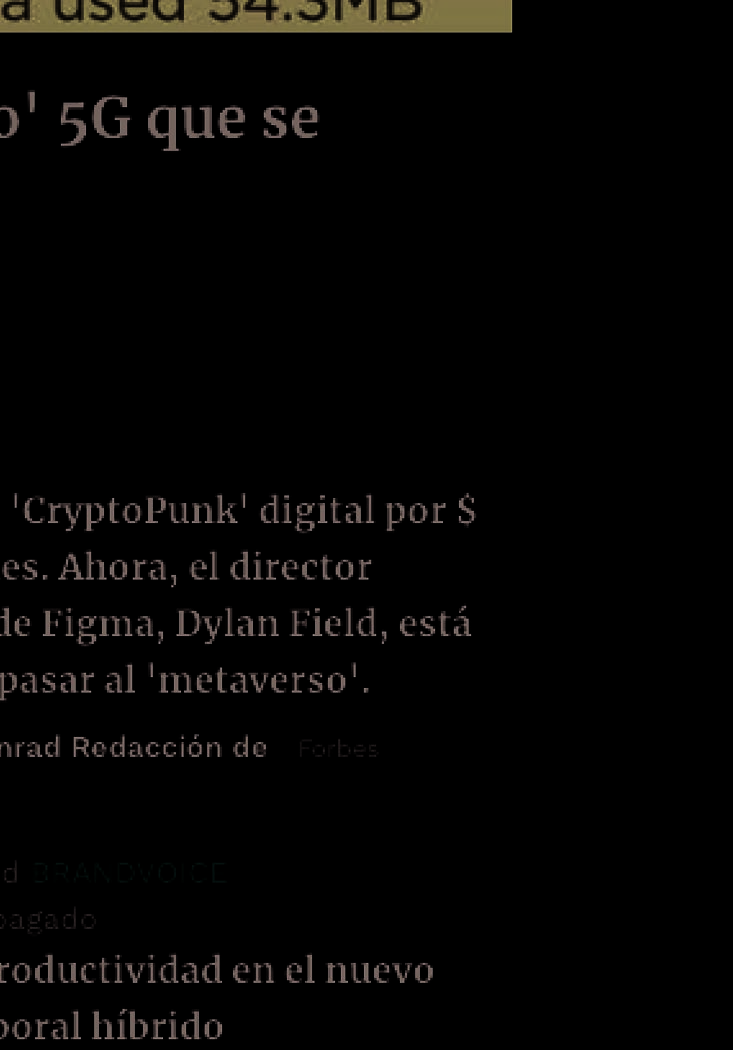 a used 54.3MB
o' 5G que se
'CryptoPunk' digital por $
es. Ahora, el director
de Figma, Dylan Field, está
pasar al 'metaverso'.
nrad Redacción de Forbes
d BRANDVOICE
pagado
roductividad en el nuevo
poral híbrido